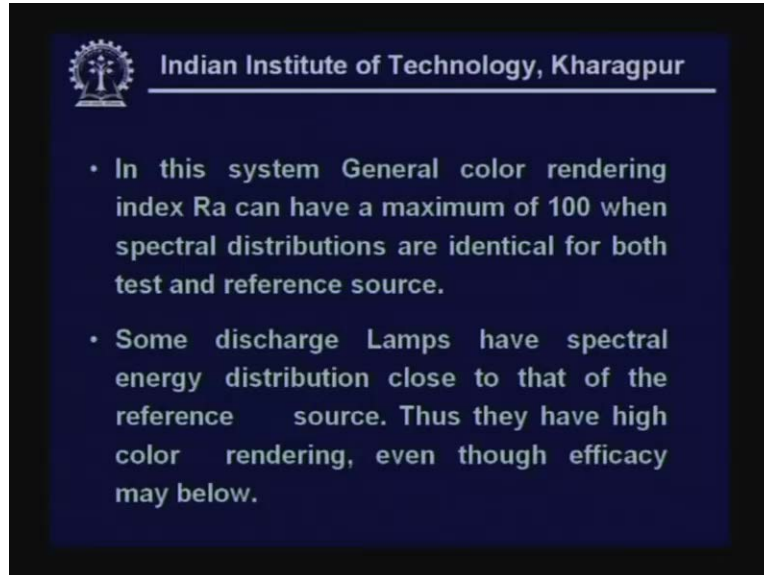 Indian Institute of Technology, Kharagpur
• In this system General color rendering
index Ra can have a maximum of 100 when
spectral distributions are identical for both
test and reference source.
• Some discharge Lamps have spectral
energy distribution close to that of the
reference source. Thus they have high
color rendering, even though efficacy
may below.